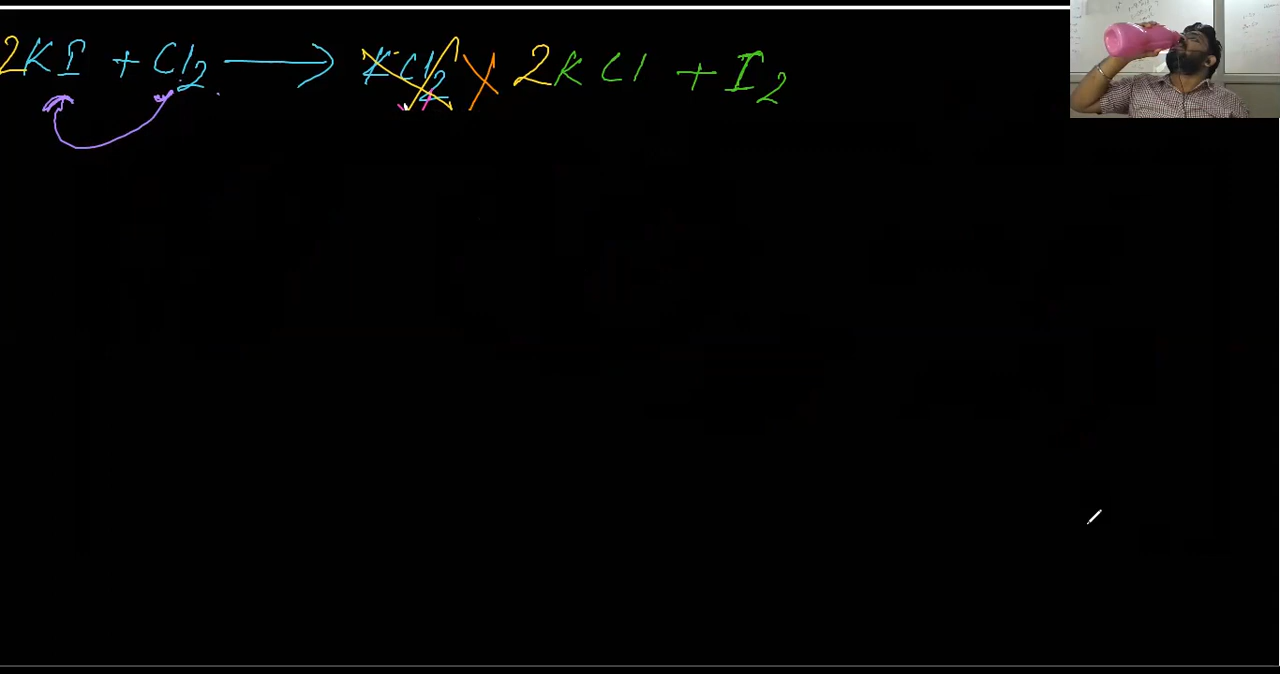 2KI + Cl2 ⟶ KCl2 X 2KCl + I2